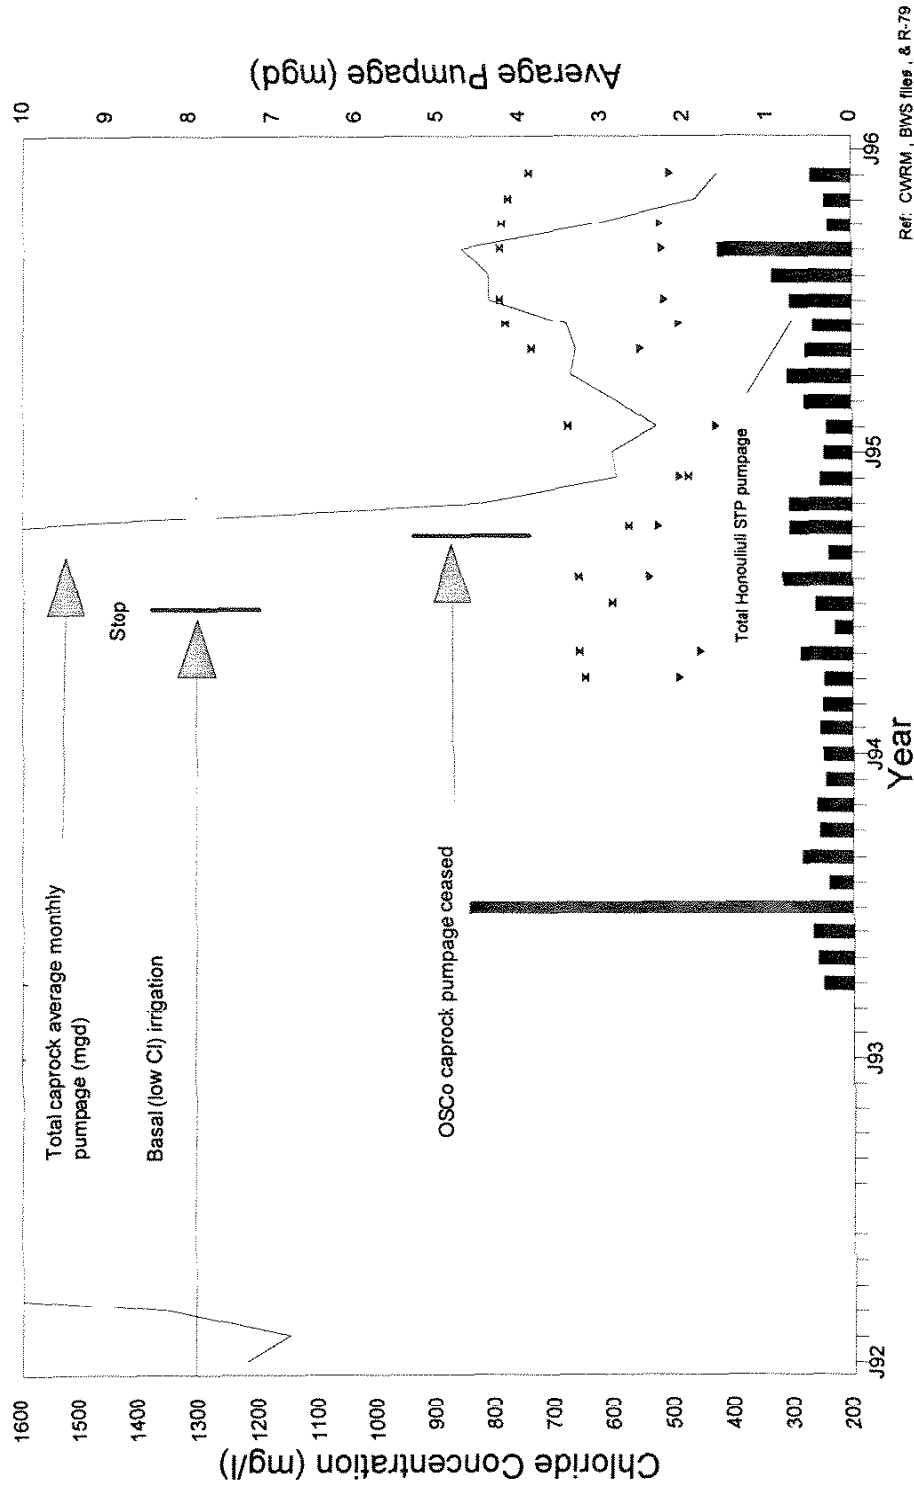 Chloride Concentration (mg/l)
1600
1500
1400
1300
1200
1100
1000
900
800
700
600
500
400
300
200
Total caprock average monthly
pumpage (mgd)
Basal (low Cl) irrigation
Stop
OSCo caprock pumpage ceased
Total Honouliuli STP pumpage
10
9
8
7
6
5
4
3
2
1
0
Average Pumpage (mgd)
J92
J93
J94
J95
J96
Year
Ref: CWRM , BWS files , & R-79